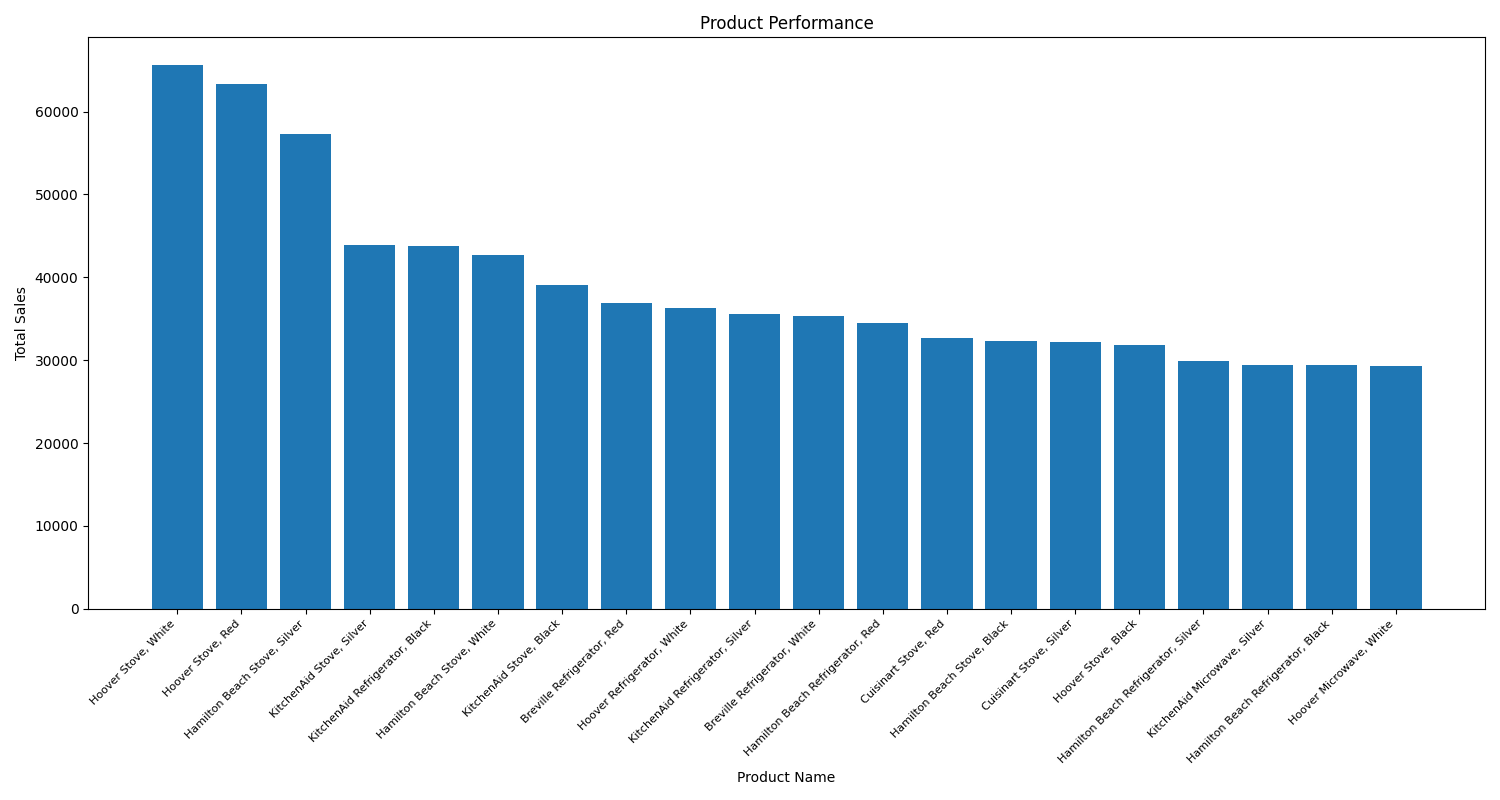 Product Performance
Total Sales
60000
50000
40000
30000
20000
10000
0
Hoover Stove, White
Hoover Stove, Red
Hamilton Beach Stove, Silver
KitchenAid Stove, Silver
KitchenAid Refrigerator, Black
Hamilton Beach Stove, White
KitchenAid Stove, Black
Breville Refrigerator, Red
Hoover Refrigerator, White
KitchenAid Refrigerator, Silver
Breville Refrigerator, White
Hamilton Beach Refrigerator, Red
Cuisinart Stove, Red
Hamilton Beach Stove, Black
Cuisinart Stove, Silver
Hoover Stove, Black
Hamilton Beach Refrigerator, Silver
KitchenAid Microwave, Silver
Hamilton Beach Refrigerator, Black
Hoover Microwave, White
Product Name